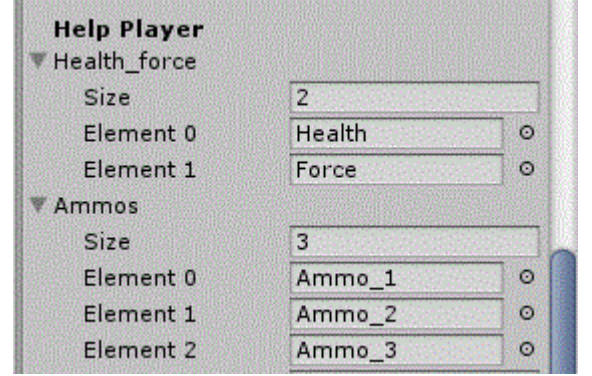 Help Player
Health_force
Size 2
Element 0 Health
Element 1 Force
Ammos
Size 3
Element 0 Ammo_1
Element 1 Ammo_2
Element 2 Ammo_3